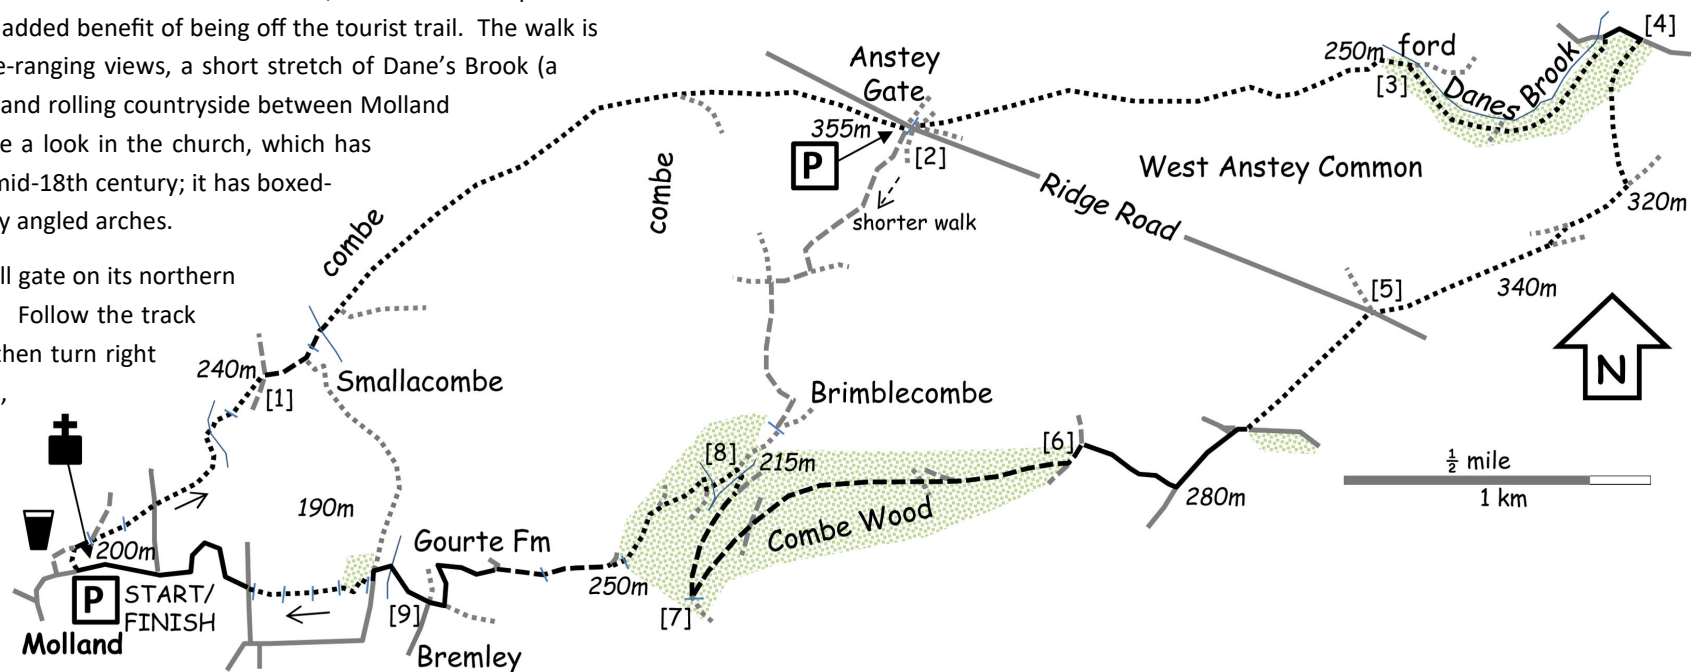 added benefit of being off the tourist trail. The walk is
e-ranging views, a short stretch of Dane's Brook (a
and rolling countryside between Molland
e a look in the church, which has
mid-18th century; it has boxed-
y angled arches.
ll gate on its northern
Follow the track
then turn right
,
Anstey
Gate
355m
P
[2]
shorter walk
combe
combe
Ridge Road
West Anstey Common
250m
ford
[3]
Danes Brook
[4]
320m
340m
[5]
N
240m
[1]
Smallacombe
Brimblecombe
[8]
215m
[6]
Combe Wood
280m
½ mile
1 km
190m
200m
P
START/
FINISH
Molland
Gourte Fm
[9]
Bremley
250m
[7]